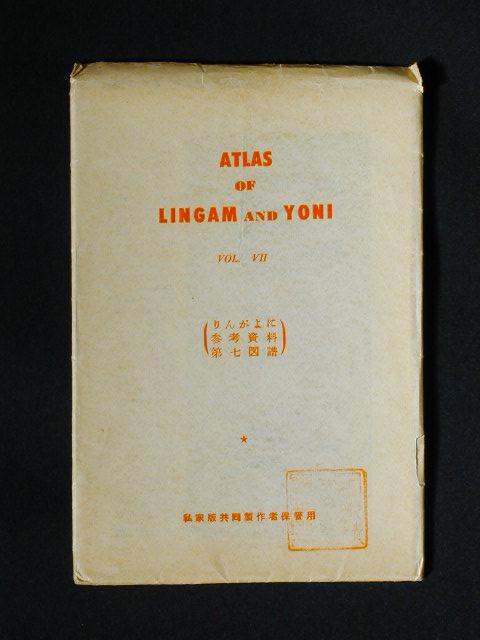 ATLAS
OF
LINGAM AND YONI
VOL. VII
りんがよに
参考資料
第七図譜
★
私家版共同製作者保管用